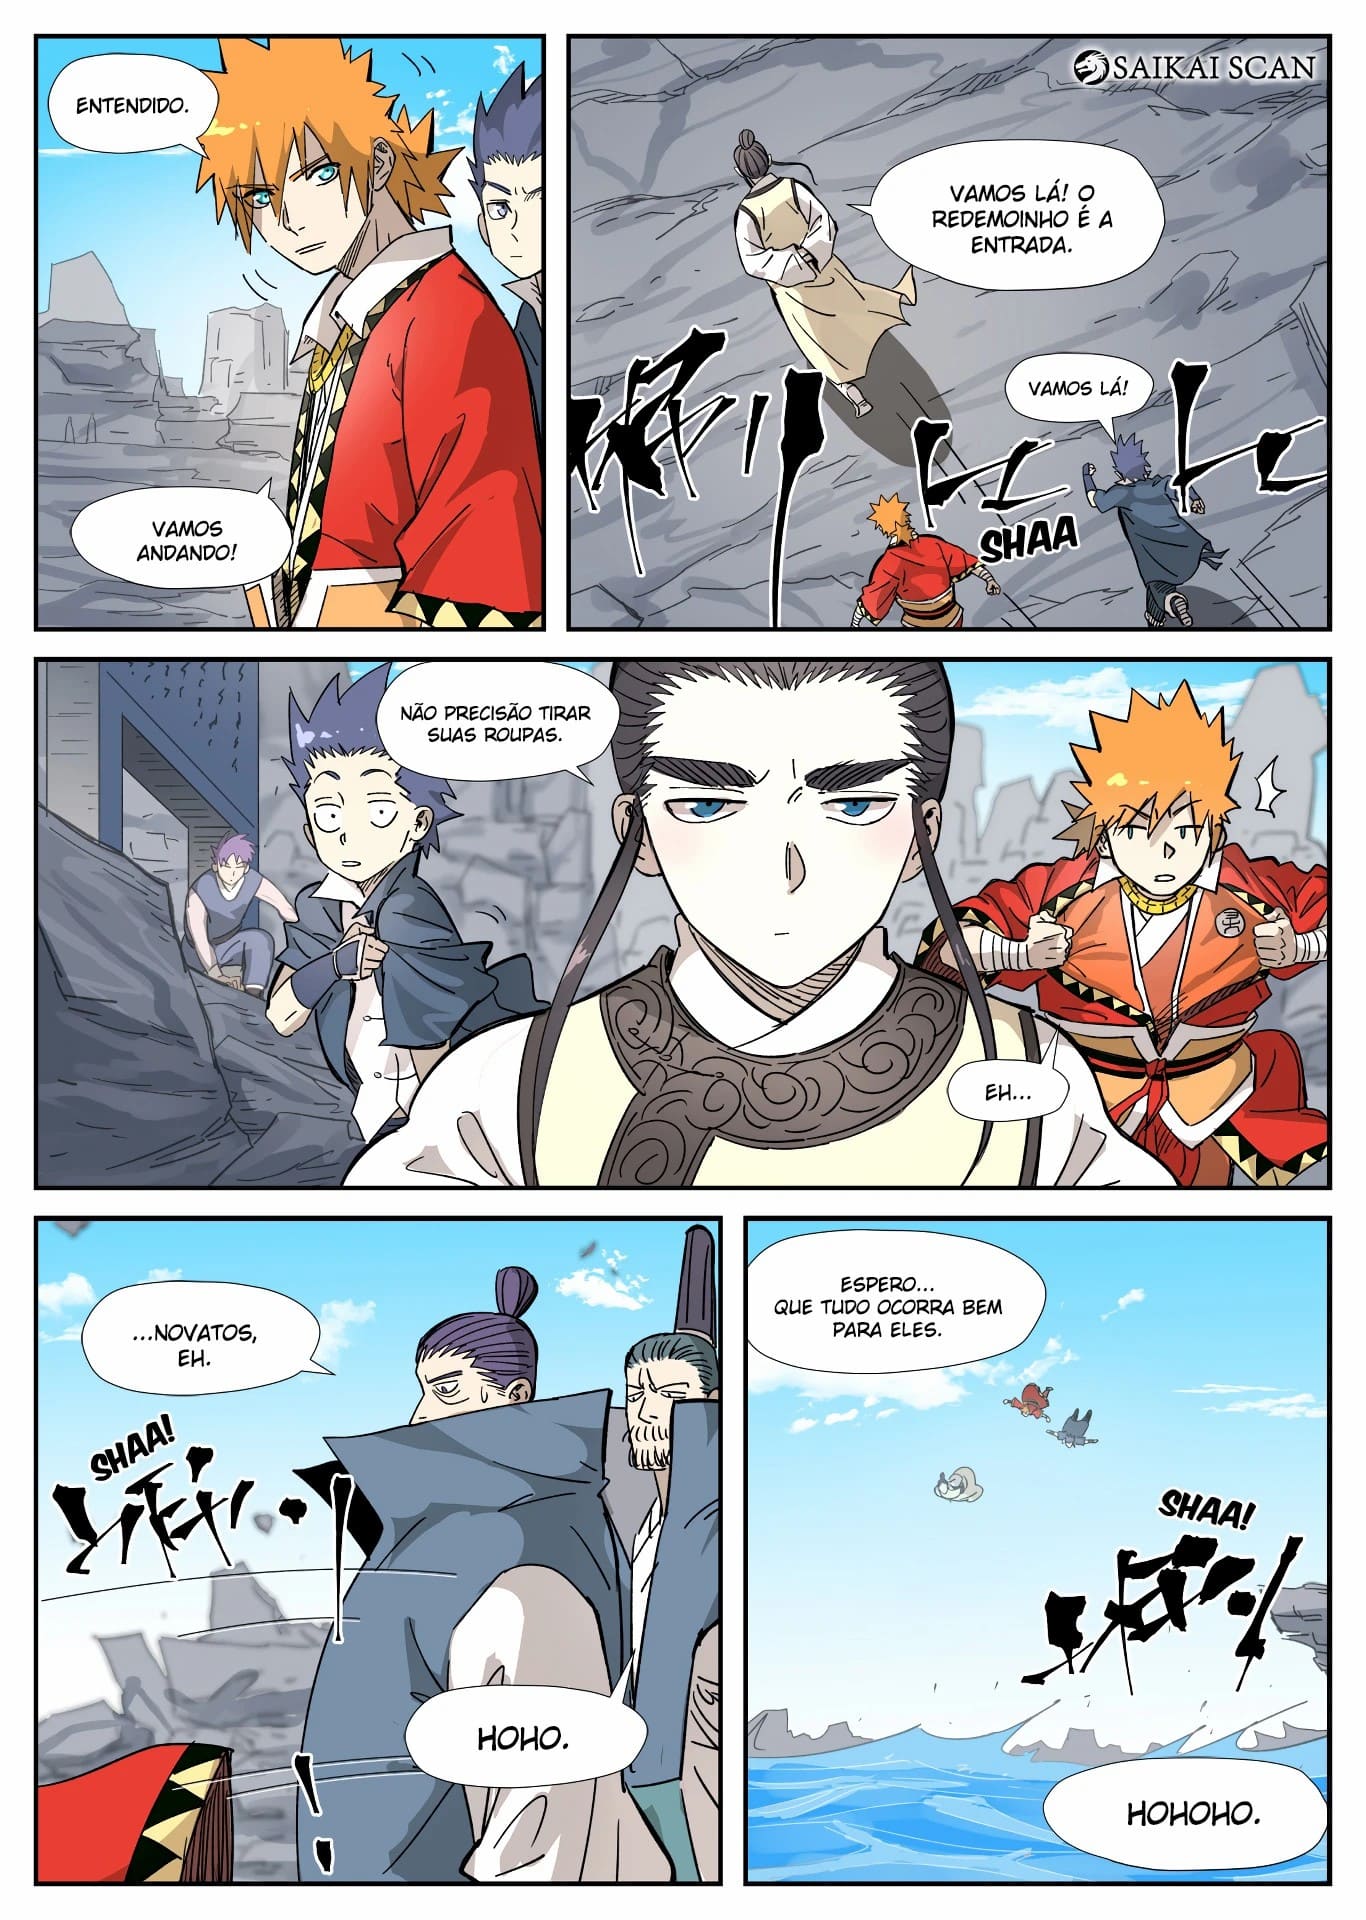 ENTENDIDO.
VAMOS
ANDANDO!
SAIKAI SCAN
VAMOS LÁ! O
REDEMOINHO É A
ENTRADA.
VAMOS LÁ!
SHAA
NÃO PRECISÃO TIRAR
SUAS ROUPAS.
EH...
...NOVATOS,
EH.
SHAA!
HOHO.
ESPERO...
QUE TUDO OCORRA BEM
PARA ELES.
SHAA!
HOHOHO.